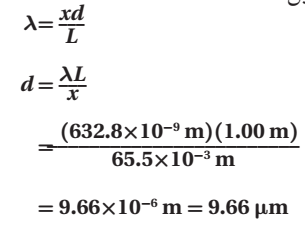 λ= xd/L
d = λL/x
= (632.8×10⁻⁹ m)(1.00 m) / 65.5×10⁻³ m
= 9.66×10⁻⁶ m = 9.66 µm